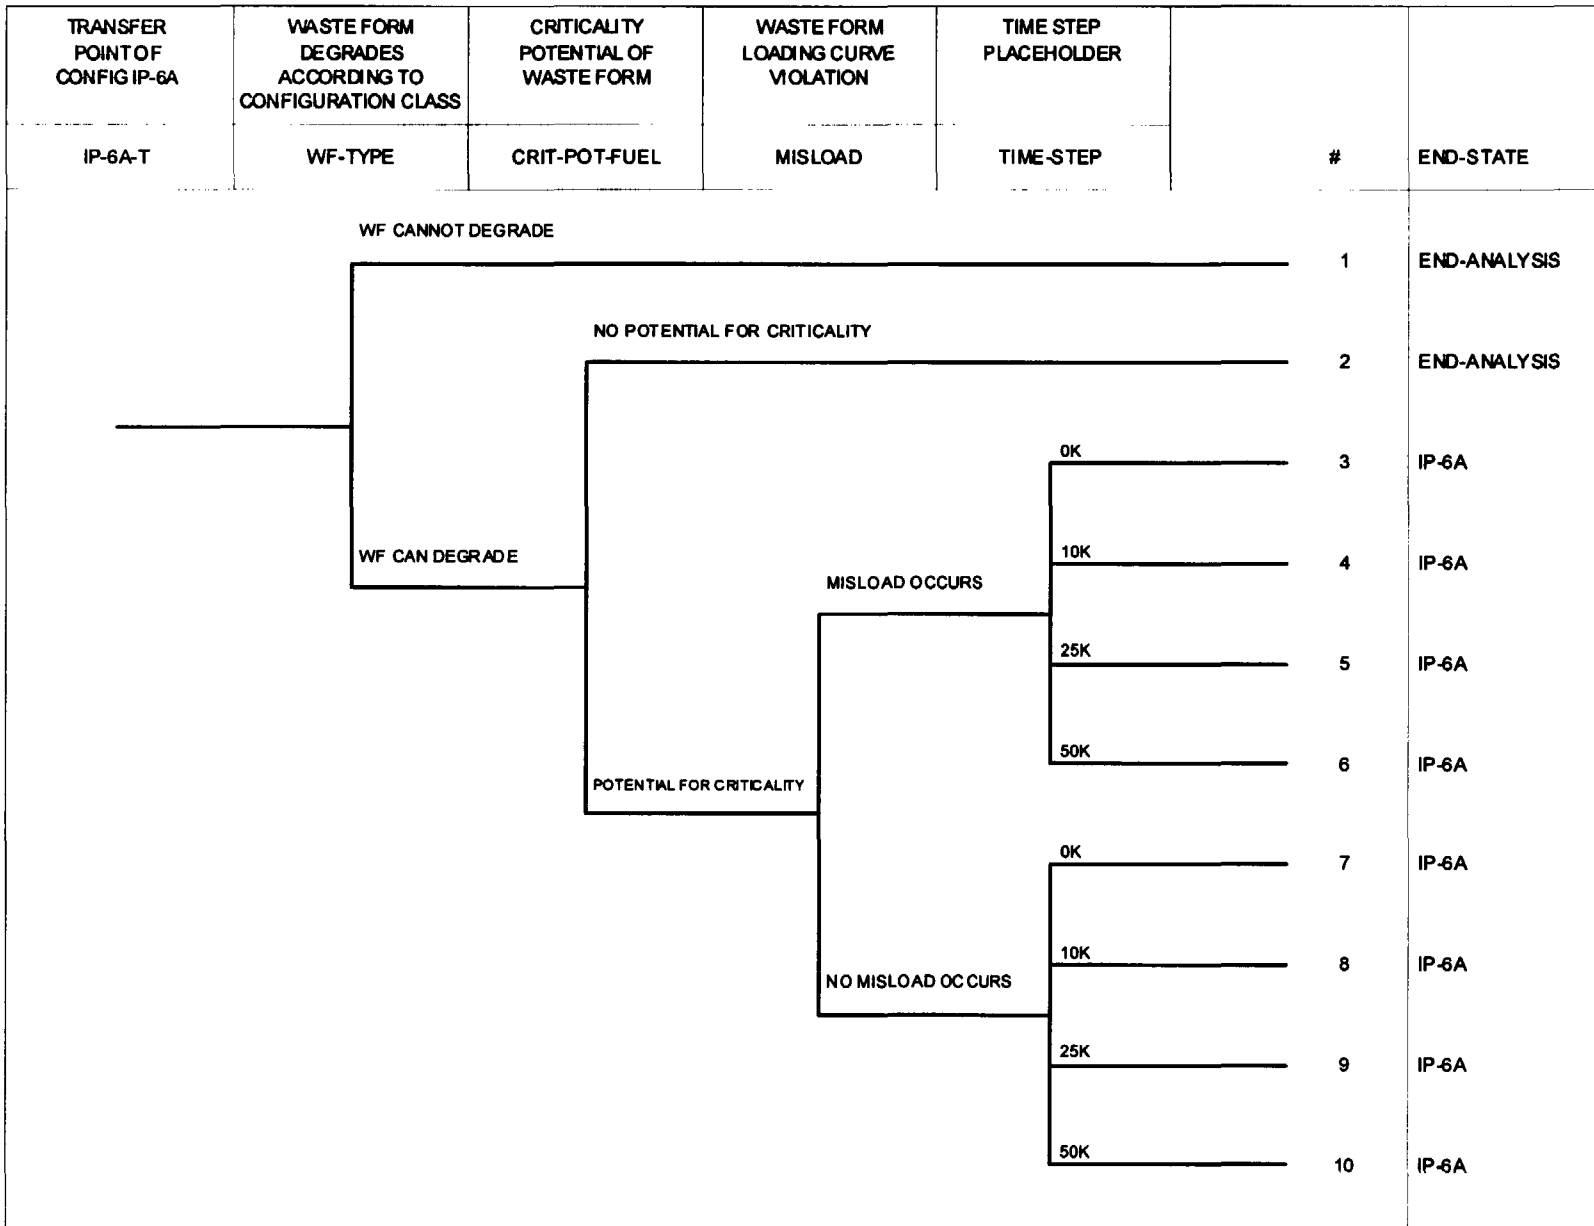 TRANSFER
POINT OF
CONFIG IP-6A
WASTE FORM
DEGRADES
ACCORDING TO
CONFIGURATION CLASS
CRITICALITY
POTENTIAL OF
WASTE FORM
WASTE FORM
LOADING CURVE
VIOLATION
TIME STEP
PLACEHOLDER
IP-6A-T
WF-TYPE
CRIT-POT-FUEL
MISLOAD
TIME-STEP
#
END-STATE
WF CANNOT DEGRADE
1
END-ANALYSIS
NO POTENTIAL FOR CRITICALITY
2
END-ANALYSIS
0K
3
IP-6A
WF CAN DEGRADE
10K
4
IP-6A
MISLOAD OCCURS
25K
5
IP-6A
50K
6
IP-6A
POTENTIAL FOR CRITICALITY
0K
7
IP-6A
10K
8
IP-6A
NO MISLOAD OCCURS
25K
9
IP-6A
50K
10
IP-6A